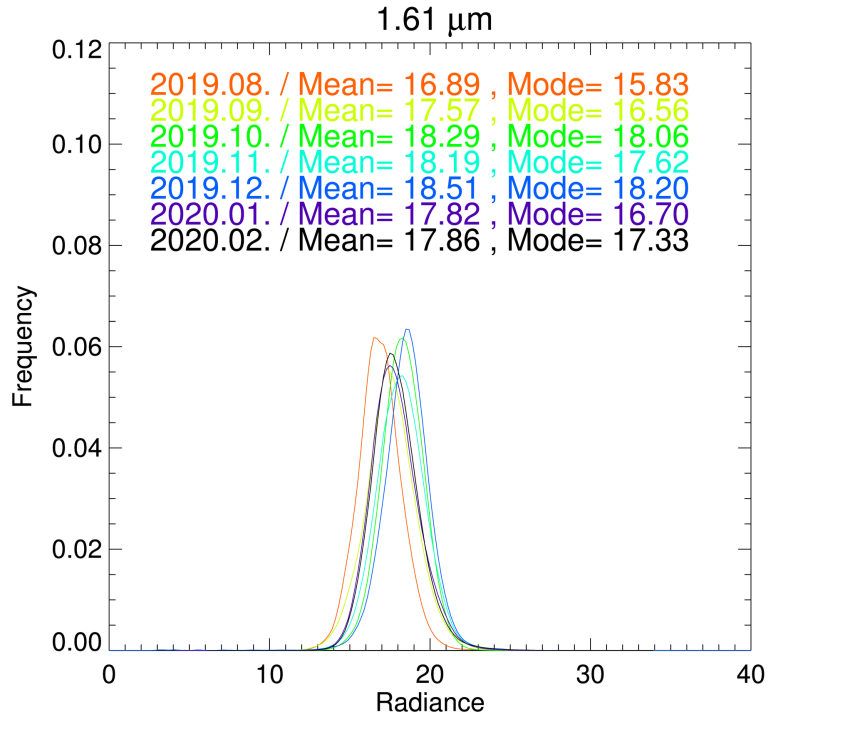 1.61 μm
0.12
2019.08. / Mean= 16.89 , Mode= 15.83
2019.09. / Mean= 17.57 , Mode= 16.56
2019.10. / Mean= 18.29 , Mode= 18.06
0.10
2019.11. / Mean= 18.19 , Mode= 17.62
2019.12. / Mean= 18.51 , Mode= 18.20
2020.01. / Mean= 17.82 , Mode= 16.70
2020.02. / Mean= 17.86 , Mode= 17.33
0.08
0.06
0.04
0.02
0.00
Frequency
0 10 20 30 40
Radiance